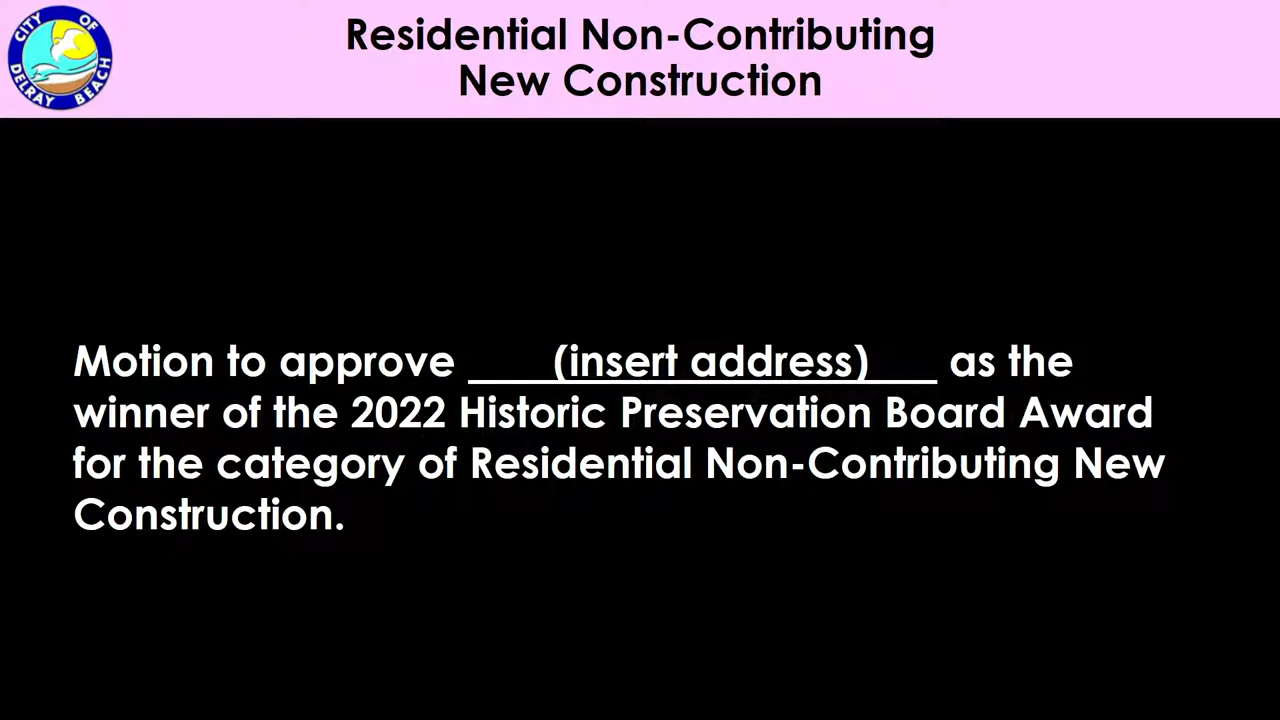 CITY OF
DELRAY BEACH
Residential Non-Contributing
New Construction
Motion to approve ____(insert address)___ as the
winner of the 2022 Historic Preservation Board Award
for the category of Residential Non-Contributing New
Construction.